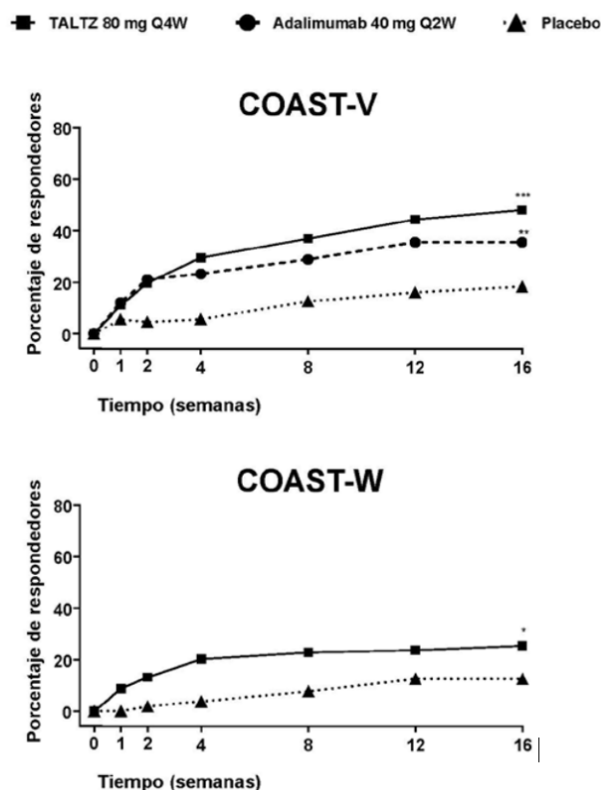 TALTZ 80 mg Q4W Adalimumab 40 mg Q2W Placebo
COAST-V
Porcentaje de respondedores
80
60
40
20
0
***
**
0 1 2 4 8 12 16
Tiempo (semanas)
COAST-W
Porcentaje de respondedores
80
60
40
20
0
*
0 1 2 4 8 12 16
Tiempo (semanas)